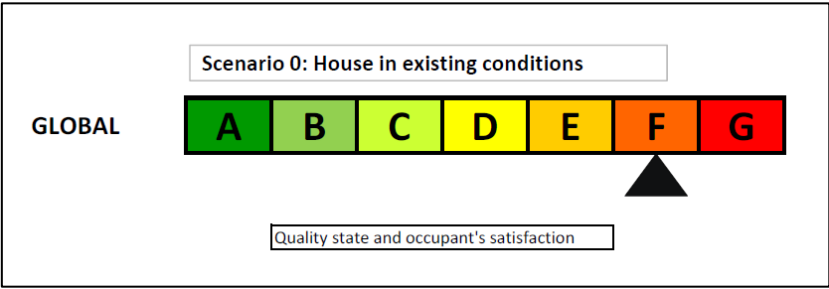 Scenario 0: House in existing conditions
GLOBAL A B C D E F G
Quality state and occupant's satisfaction